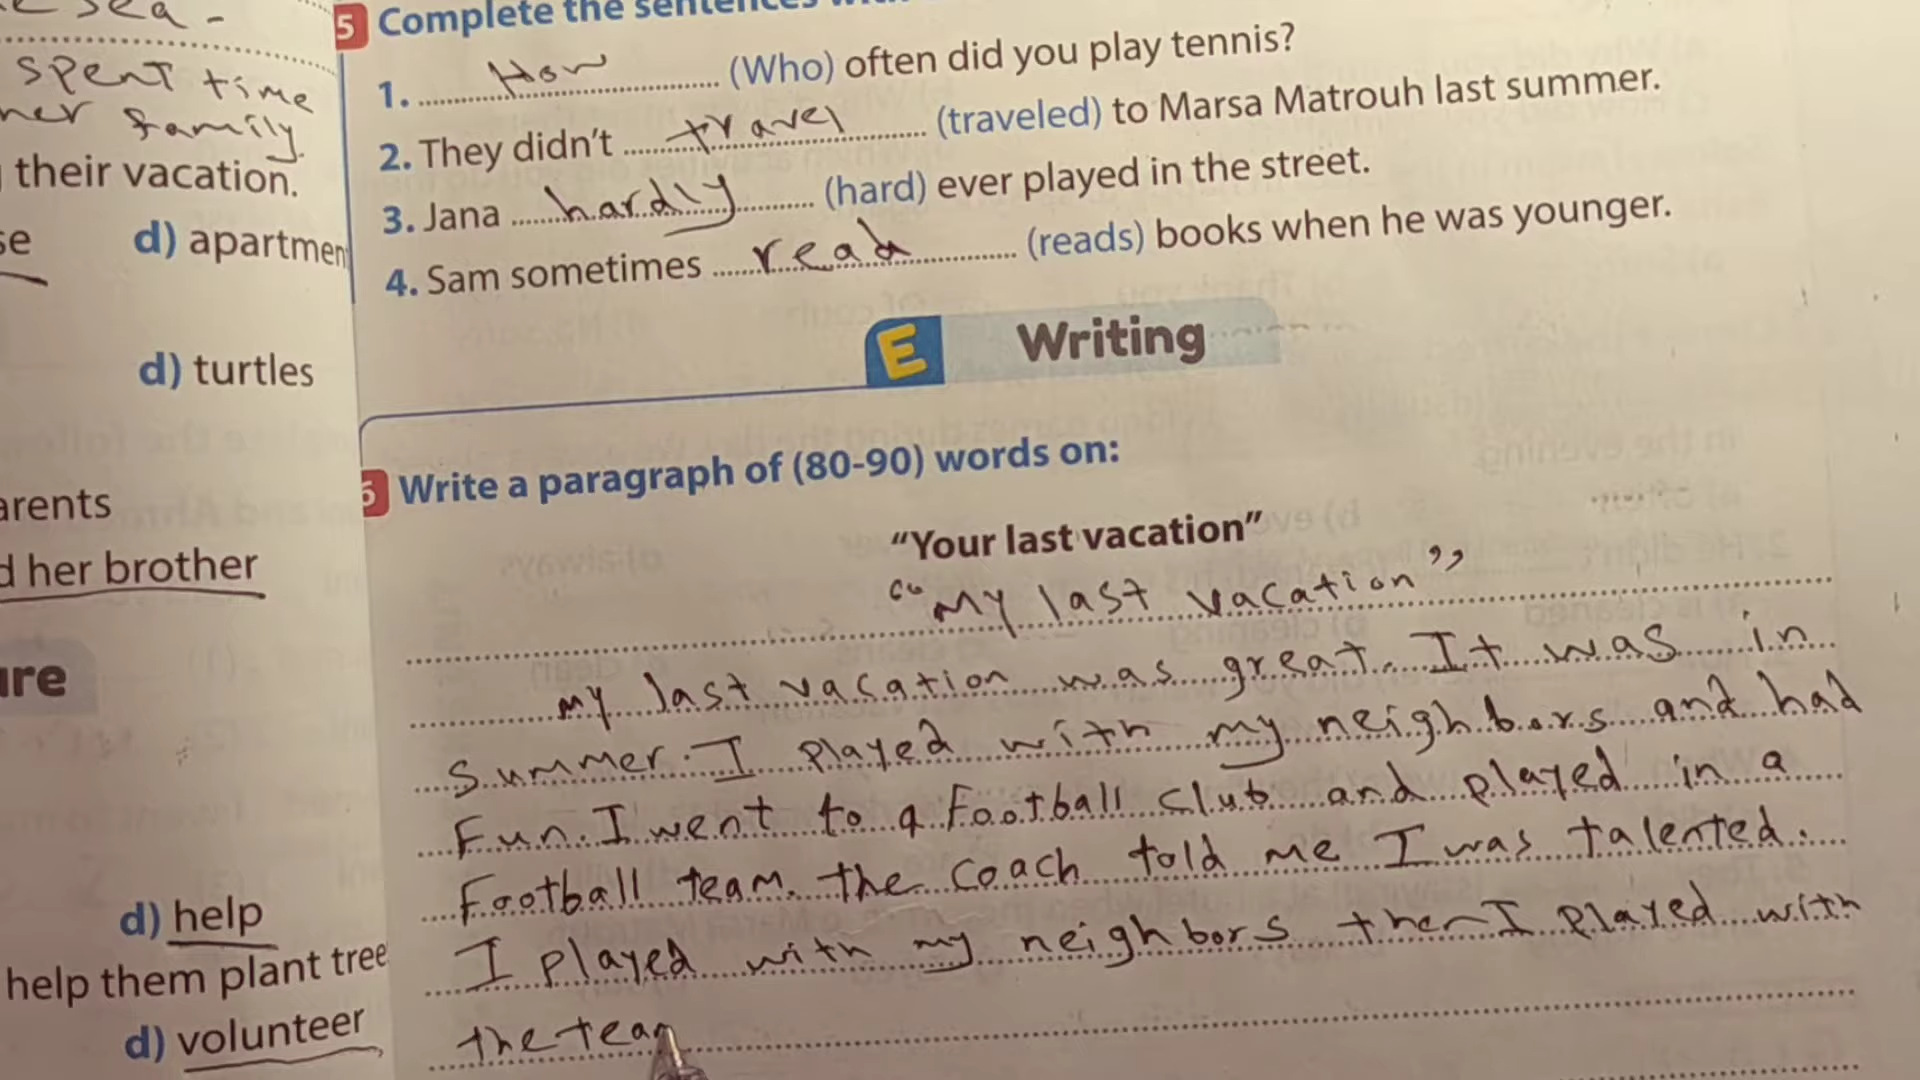 sea -
spent time
her family.
their vacation.
d) apartmen
d) turtles
arents
her brother
ure
d) help
help them plant tree
d) volunteer
5 Complete the sentences
1. How (Who) often did you play tennis?
2. They didn't travel (traveled) to Marsa Matrouh last summer.
3. Jana hardly (hard) ever played in the street.
4. Sam sometimes read (reads) books when he was younger.
E Writing
6 Write a paragraph of (80-90) words on:
"Your last vacation"
"My last vacation"
my last vacation was great. It was in
summer. I played with my neighbors and had
Fun. I went to a football club and played in a
Football team. the coach told me I was talented.
I played with my neighbors then I played with
the team